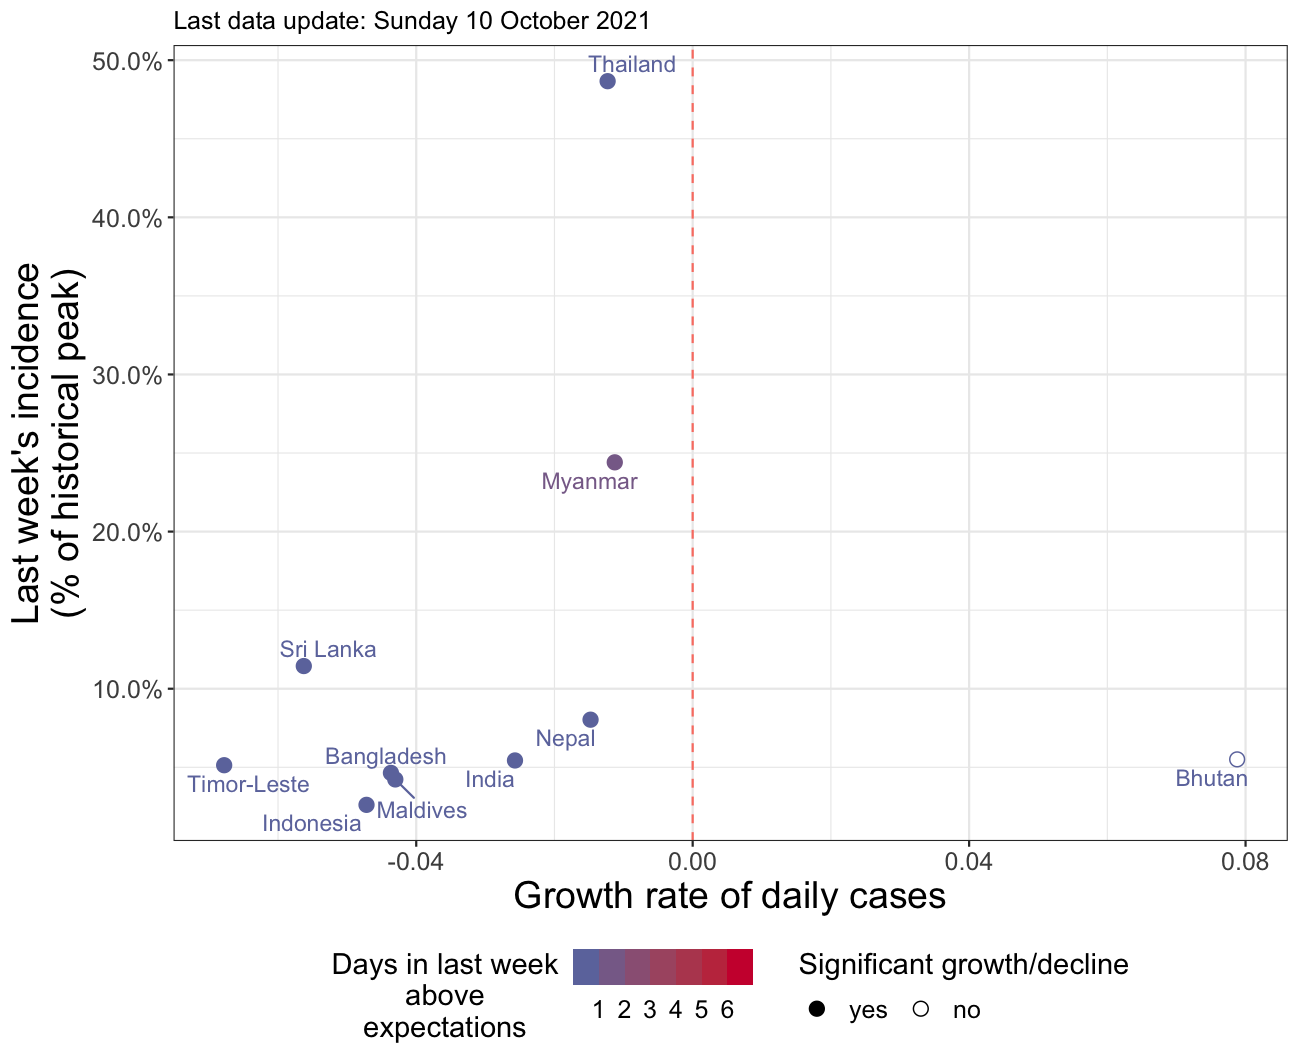 Last data update: Sunday 10 October 2021
50.0%
40.0%
30.0%
20.0%
10.0%
Last week's incidence
(% of historical peak)
Thailand
Myanmar
Sri Lanka
Nepal
Bangladesh
India
Timor-Leste
Bhutan
Maldives
Indonesia
-0.04 0.00 0.04 0.08
Growth rate of daily cases
Days in last week
above
expectations
1 2 3 4 5 6
Significant growth/decline
yes no